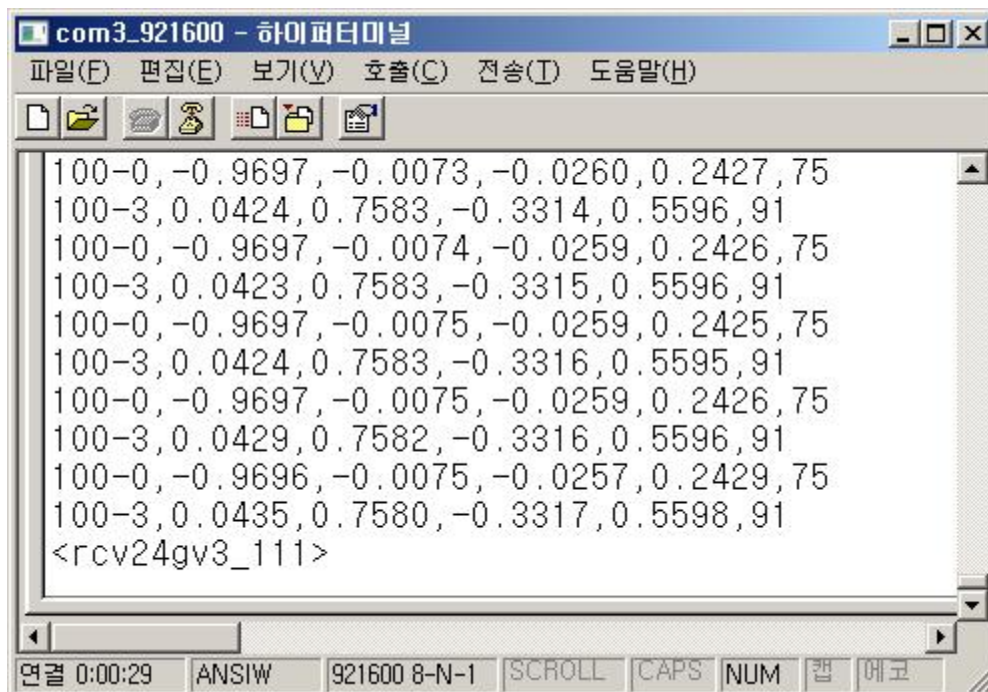 com3_921600 - 하이퍼터미널
파일(F) 편집(E) 보기(V) 호출(C) 전송(T) 도움말(H)
100-0,-0.9697,-0.0073,-0.0260,0.2427,75
100-3,0.0424,0.7583,-0.3314,0.5596,91
100-0,-0.9697,-0.0074,-0.0259,0.2426,75
100-3,0.0423,0.7583,-0.3315,0.5596,91
100-0,-0.9697,-0.0075,-0.0259,0.2425,75
100-3,0.0424,0.7583,-0.3316,0.5595,91
100-0,-0.9697,-0.0075,-0.0259,0.2426,75
100-3,0.0429,0.7582,-0.3316,0.5596,91
100-0,-0.9696,-0.0075,-0.0257,0.2429,75
100-3,0.0435,0.7580,-0.3317,0.5598,91
<rcv24gv3_111>
연결 0:00:29 ANSIW 921600 8-N-1 SCROLL CAPS NUM 캡 에코